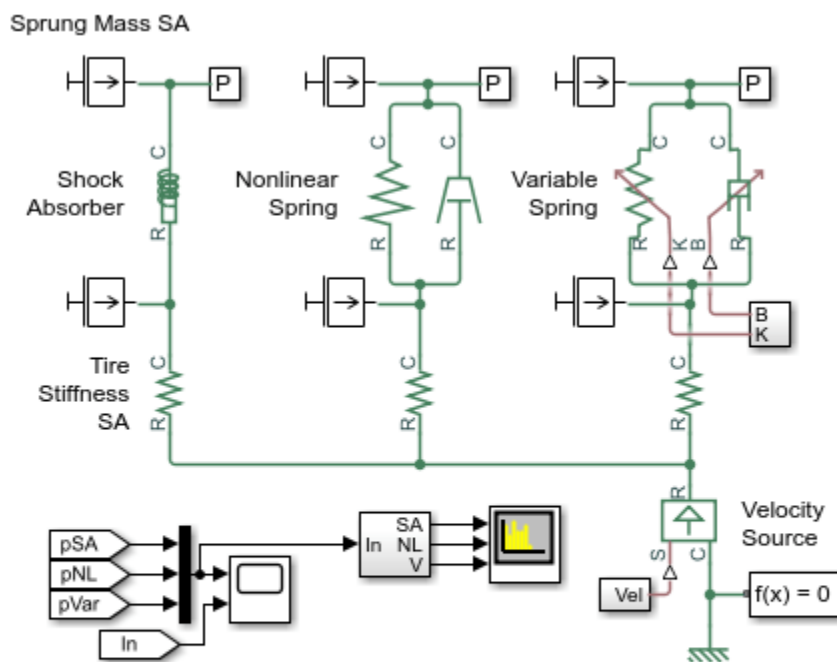 Sprung Mass SA
P
P
P
C
C
C
C
C
Shock
Absorber
Nonlinear
Spring
Variable
Spring
R
R
R
R
K
B
R
B
K
Tire
Stiffness
SA
C
R
C
R
C
R
R
Velocity
Source
S
C
pSA
pNL
pVar
In
In
SA
NL
V
Vel
f(x) = 0